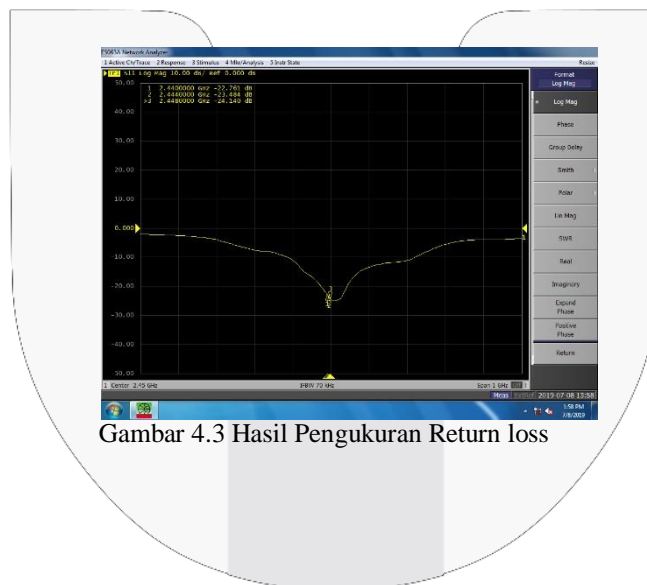 E5063A Network Analyzer
1 Active Ch/Trace 2 Response 3 Stimulus 4 Mkr/Analysis 5 Instr State Resize
Tr1 S11 Log Mag 10.00 dB/ Ref 0.000 dB
Format
Log Mag
50.00
1 2.4400000 GHz -22.761 dB
2 2.4440000 GHz -23.484 dB
>3 2.4480000 GHz -24.149 dB
Log Mag
40.00
Phase
30.00
Group Delay
20.00
Smith
10.00
Polar
Lin Mag
0.000
SWR
-10.00
Real
-20.00
Imaginary
Expand
Phase
-30.00
Positive
Phase
-40.00
Return
-50.00
1 Center 2.45 GHz IFBW 70 kHz Span 1 GHz Off
Meas ExtRef 2019-07-08 13:58
1:58 PM
7/8/2019
Gambar 4.3 Hasil Pengukuran Return loss